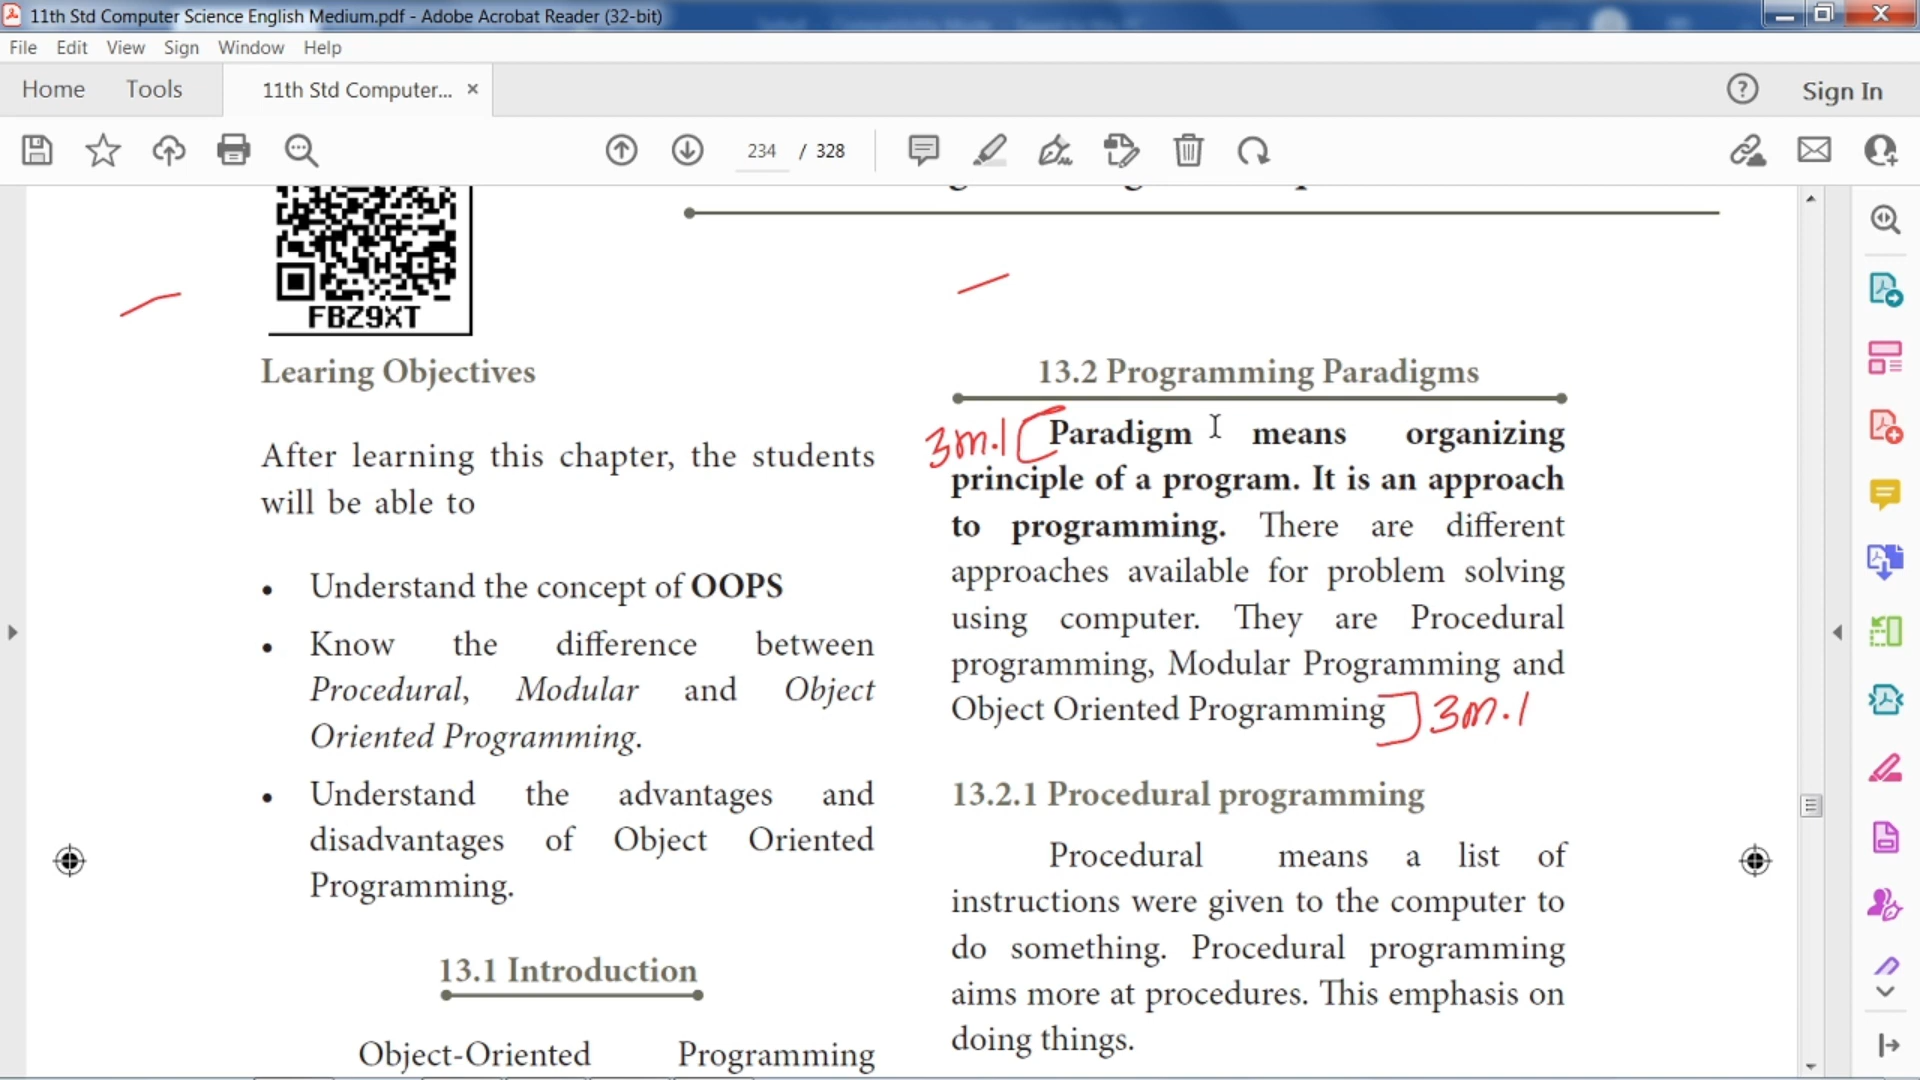 11th Std Computer Science English Medium.pdf - Adobe Acrobat Reader (32-bit)
File Edit View Sign Window Help
Home Tools 11th Std Computer... × Sign In
234 / 328
FBZ9XT
Learing Objectives
After learning this chapter, the students
will be able to
• Understand the concept of OOPS
• Know the difference between
Procedural, Modular and Object
Oriented Programming.
• Understand the advantages and
disadvantages of Object Oriented
Programming.
13.1 Introduction
Object-Oriented Programming
13.2 Programming Paradigms
3m.1 [ Paradigm means organizing
principle of a program. It is an approach
to programming. There are different
approaches available for problem solving
using computer. They are Procedural
programming, Modular Programming and
Object Oriented Programming ] 3m.1
13.2.1 Procedural programming
Procedural means a list of
instructions were given to the computer to
do something. Procedural programming
aims more at procedures. This emphasis on
doing things.